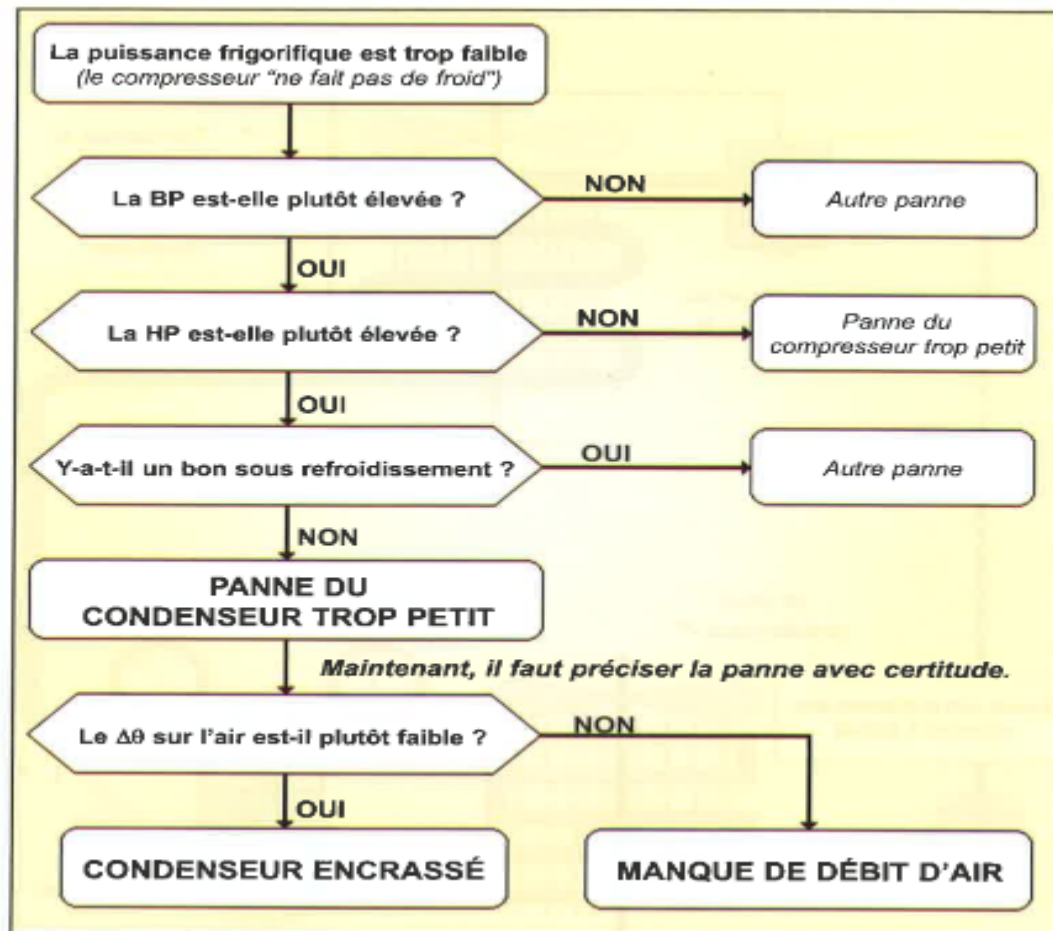 La puissance frigorifique est trop faible
(le compresseur "ne fait pas de froid")
La BP est-elle plutôt élevée ?
NON
Autre panne
OUI
La HP est-elle plutôt élevée ?
NON
Panne du
compresseur trop petit
OUI
Y-a-t-il un bon sous refroidissement ?
OUI
Autre panne
NON
PANNE DU
CONDENSEUR TROP PETIT
Maintenant, il faut préciser la panne avec certitude.
Le Δθ sur l'air est-il plutôt faible ?
NON
OUI
CONDENSEUR ENCRASSÉ
MANQUE DE DÉBIT D'AIR